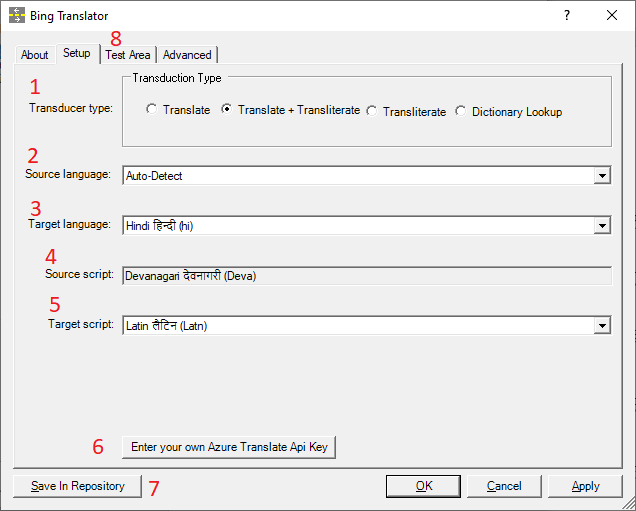 Bing Translator
8
About Setup Test Area Advanced
1
Transduction Type
Transducer type: Translate Translate + Transliterate Transliterate Dictionary Lookup
2
Source language: Auto-Detect
3
Target language: Hindi हिन्दी (hi)
4
Source script: Devanagari देवनागरी (Deva)
5
Target script: Latin लैटिन (Latn)
6 Enter your own Azure Translate Api Key
Save In Repository 7 OK Cancel Apply